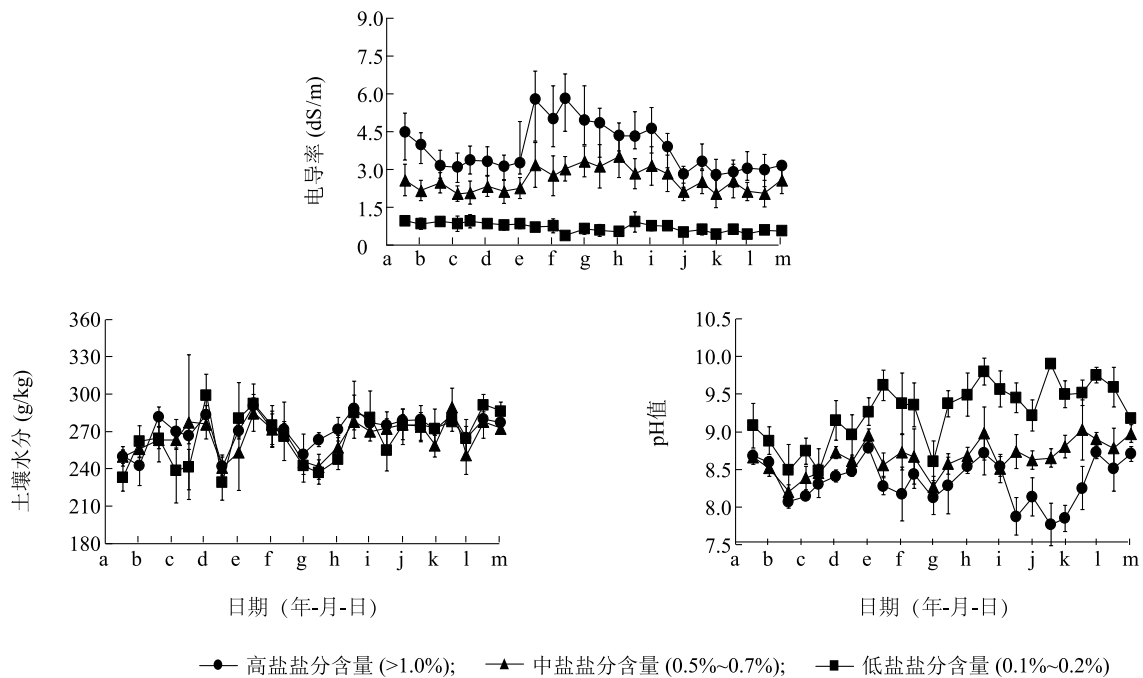 9.0
7.5
6.0
4.5
3.0
1.5
0
电导率 (dS/m)
a b c d e f g h i j k l m
360
330
300
270
240
210
180
土壤水分 (g/kg)
a b c d e f g h i j k l m
日期 (年-月-日)
10.5
10.0
9.5
9.0
8.5
8.0
7.5
pH值
a b c d e f g h i j k l m
日期 (年-月-日)
高盐盐分含量 (>1.0%); 中盐盐分含量 (0.5%~0.7%); 低盐盐分含量 (0.1%~0.2%)